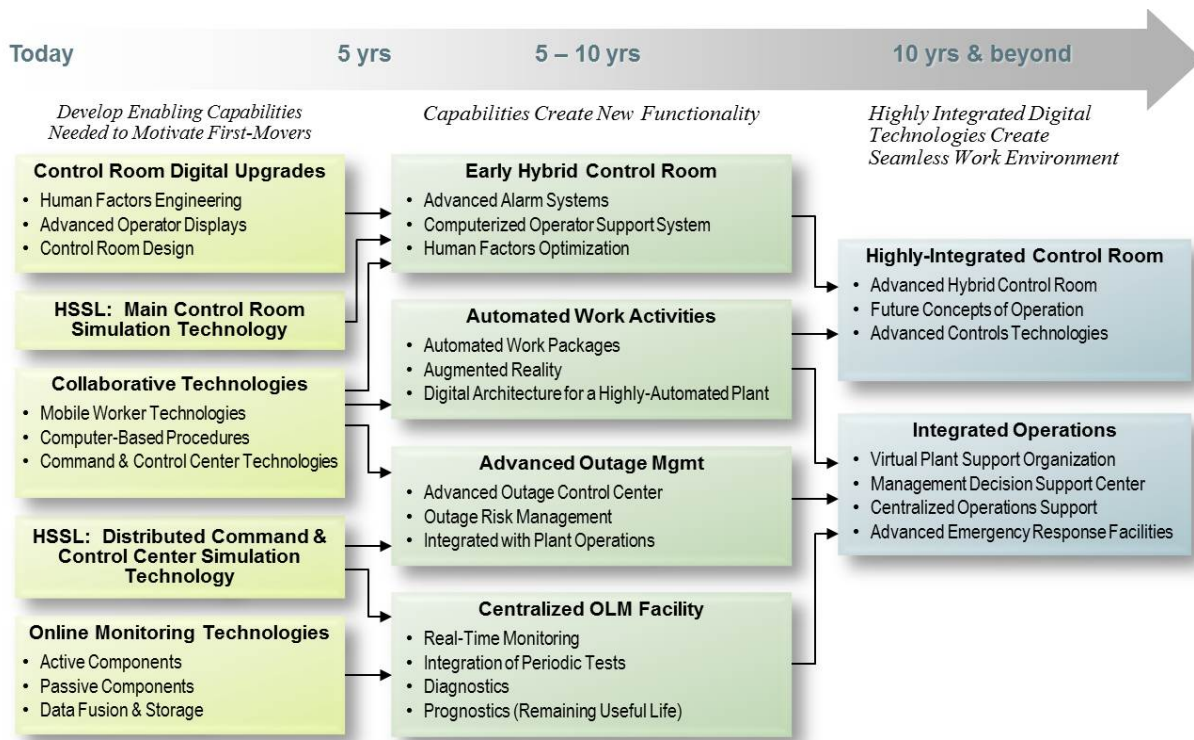 Today
5 yrs
5 – 10 yrs
10 yrs & beyond
Develop Enabling Capabilities
Needed to Motivate First-Movers
Capabilities Create New Functionality
Highly Integrated Digital
Technologies Create
Seamless Work Environment
Control Room Digital Upgrades
• Human Factors Engineering
• Advanced Operator Displays
• Control Room Design
HSSL: Main Control Room
Simulation Technology
Collaborative Technologies
• Mobile Worker Technologies
• Computer-Based Procedures
• Command & Control Center Technologies
HSSL: Distributed Command &
Control Center Simulation
Technology
Online Monitoring Technologies
• Active Components
• Passive Components
• Data Fusion & Storage
Early Hybrid Control Room
• Advanced Alarm Systems
• Computerized Operator Support System
• Human Factors Optimization
Automated Work Activities
• Automated Work Packages
• Augmented Reality
• Digital Architecture for a Highly-Automated Plant
Advanced Outage Mgmt
• Advanced Outage Control Center
• Outage Risk Management
• Integrated with Plant Operations
Centralized OLM Facility
• Real-Time Monitoring
• Integration of Periodic Tests
• Diagnostics
• Prognostics (Remaining Useful Life)
Highly-Integrated Control Room
• Advanced Hybrid Control Room
• Future Concepts of Operation
• Advanced Controls Technologies
Integrated Operations
• Virtual Plant Support Organization
• Management Decision Support Center
• Centralized Operations Support
• Advanced Emergency Response Facilities